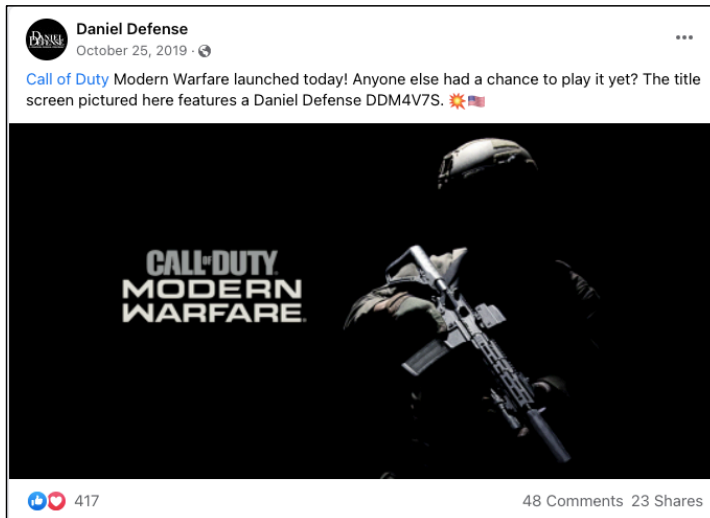 DANIEL
DEFENSE
Daniel Defense
October 25, 2019 ·
Call of Duty Modern Warfare launched today! Anyone else had a chance to play it yet? The title
screen pictured here features a Daniel Defense DDM4V7S. 💥🇺🇸
CALL OF DUTY
MODERN
WARFARE.
417
48 Comments 23 Shares